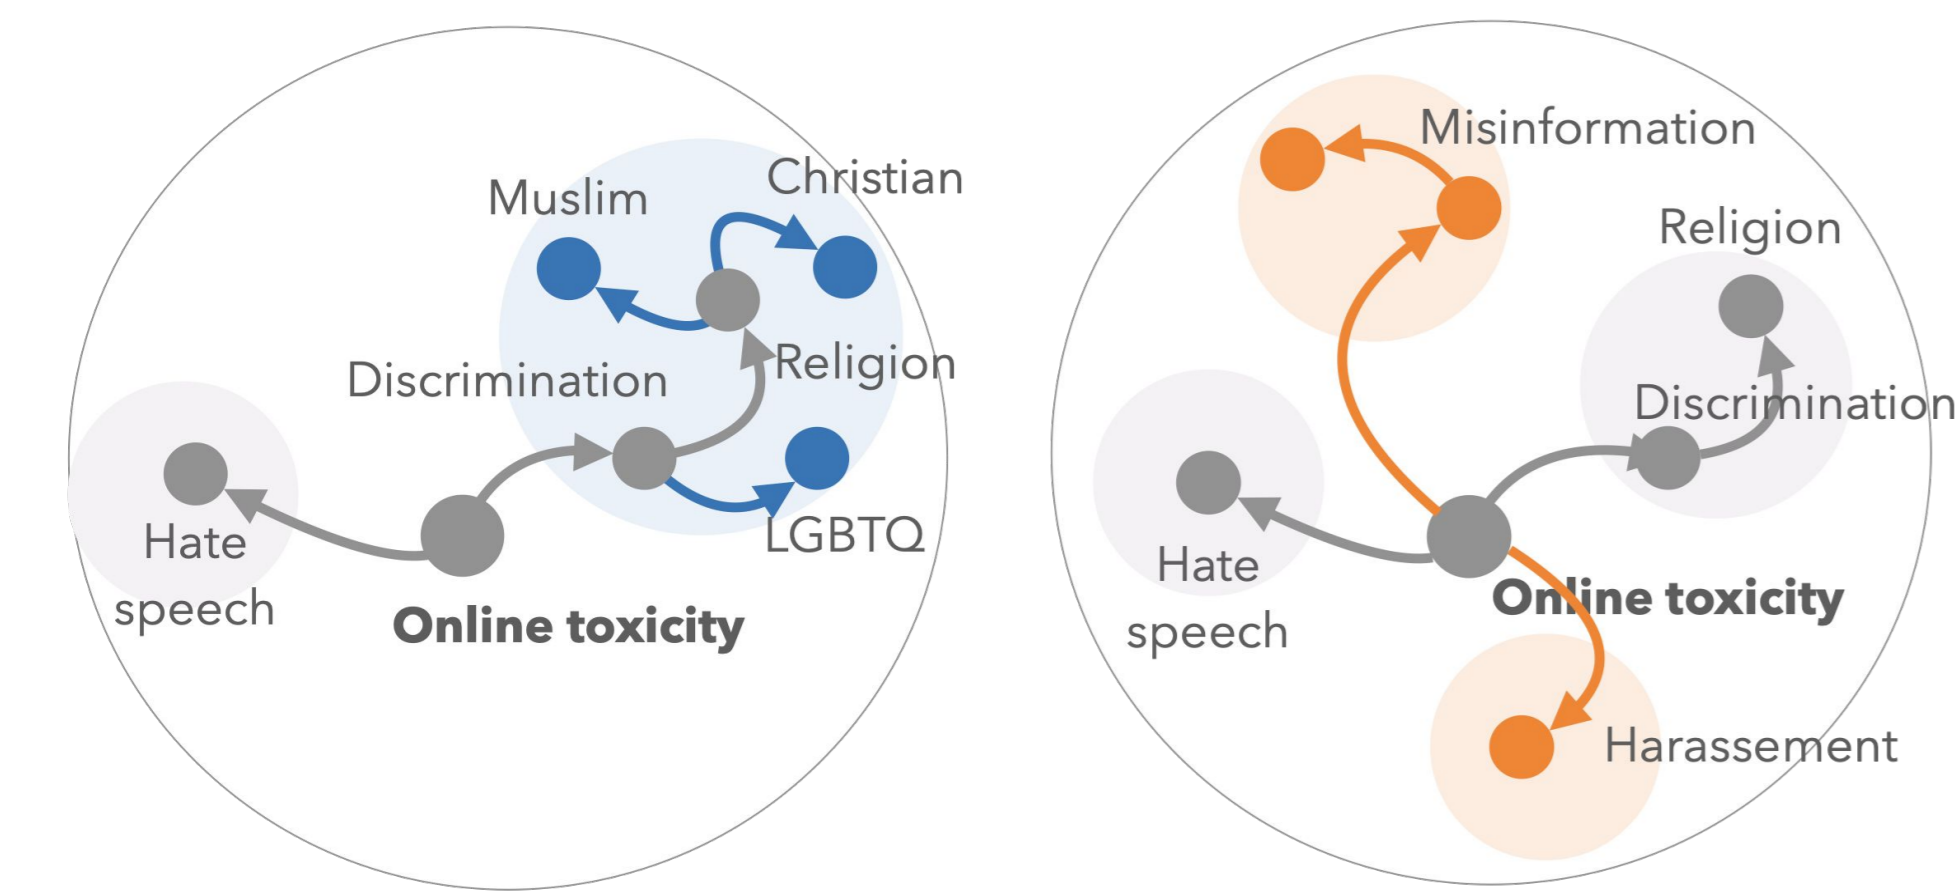 Muslim
Christian
Discrimination
Religion
Hate
speech
LGBTQ
Online toxicity
Misinformation
Religion
Discrimination
Hate
speech
Online toxicity
Harassement